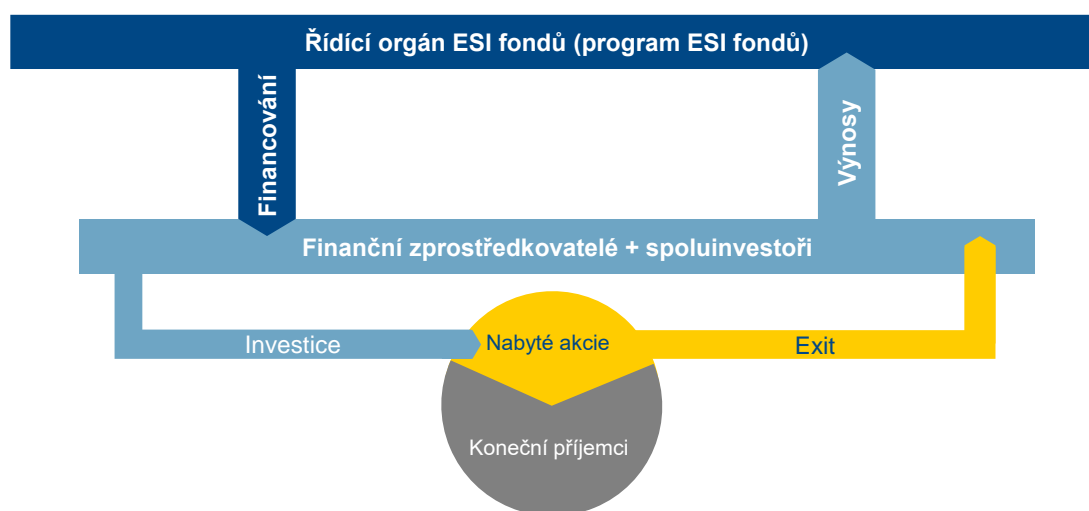 Řídící orgán ESI fondů (program ESI fondů)
Financování
Výnosy
Finanční zprostředkovatelé + spoluinvestoři
Investice
Nabyté akcie
Exit
Koneční příjemci